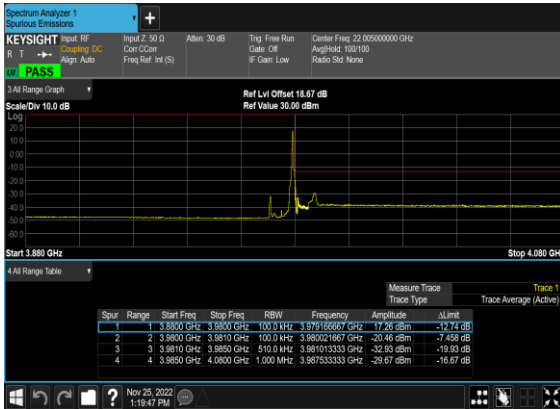 Spectrum Analyzer 1
Spurious Emissions
+
KEYSIGHT Input: RF Input Z: 50 Ω Atten: 30 dB Trig: Free Run Center Freq: 22.005000000 GHz
R T Coupling: DC Corr CCorr Gate: Off Avg|Hold: 100/100
Align: Auto Freq Ref: Int (S) IF Gain: Low Radio Std: None
LXI PASS
3 All Range Graph
Ref Lvl Offset 18.67 dB
Scale/Div 10.0 dB Ref Value 30.00 dBm
Log
20.0
10.0
0.00
-10.0
-20.0
-30.0
-40.0
-50.0
-60.0
Start 3.880 GHz Stop 4.080 GH
4 All Range Table
Measure Trace Trace 1
Trace Type Trace Average (Active)
Spur Range Start Freq Stop Freq RBW Frequency Amplitude ΔLimit
1 1 3.8800 GHz 3.9800 GHz 100.0 kHz 3.979166667 GHz 17.26 dBm -12.74 dB
2 2 3.9800 GHz 3.9810 GHz 100.0 kHz 3.980021667 GHz -20.46 dBm -7.458 dB
3 3 3.9810 GHz 3.9850 GHz 510.0 kHz 3.981013333 GHz -32.93 dBm -19.93 dB
4 4 3.9850 GHz 4.0800 GHz 1.000 MHz 3.987533333 GHz -29.67 dBm -16.67 dB
? Nov 25, 2022
1:19:47 PM